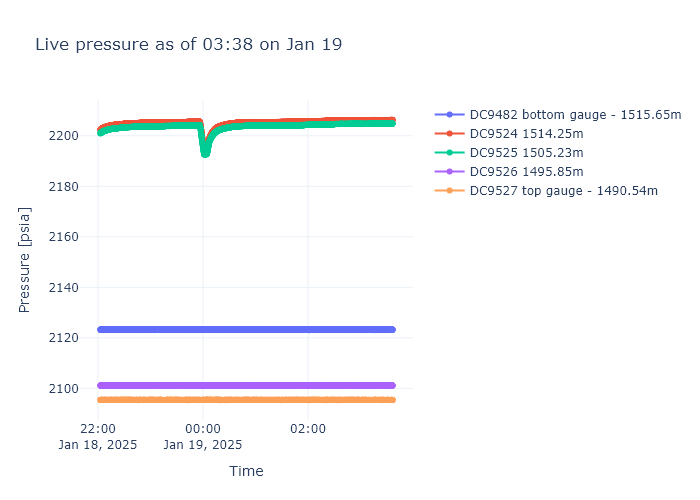 Live pressure as of 03:38 on Jan 19
DC9482 bottom gauge - 1515.65m
DC9524 1514.25m
DC9525 1505.23m
DC9526 1495.85m
DC9527 top gauge - 1490.54m
Pressure [psia]
2200
2180
2160
2140
2120
2100
22:00
Jan 18, 2025
00:00
Jan 19, 2025
02:00
Time